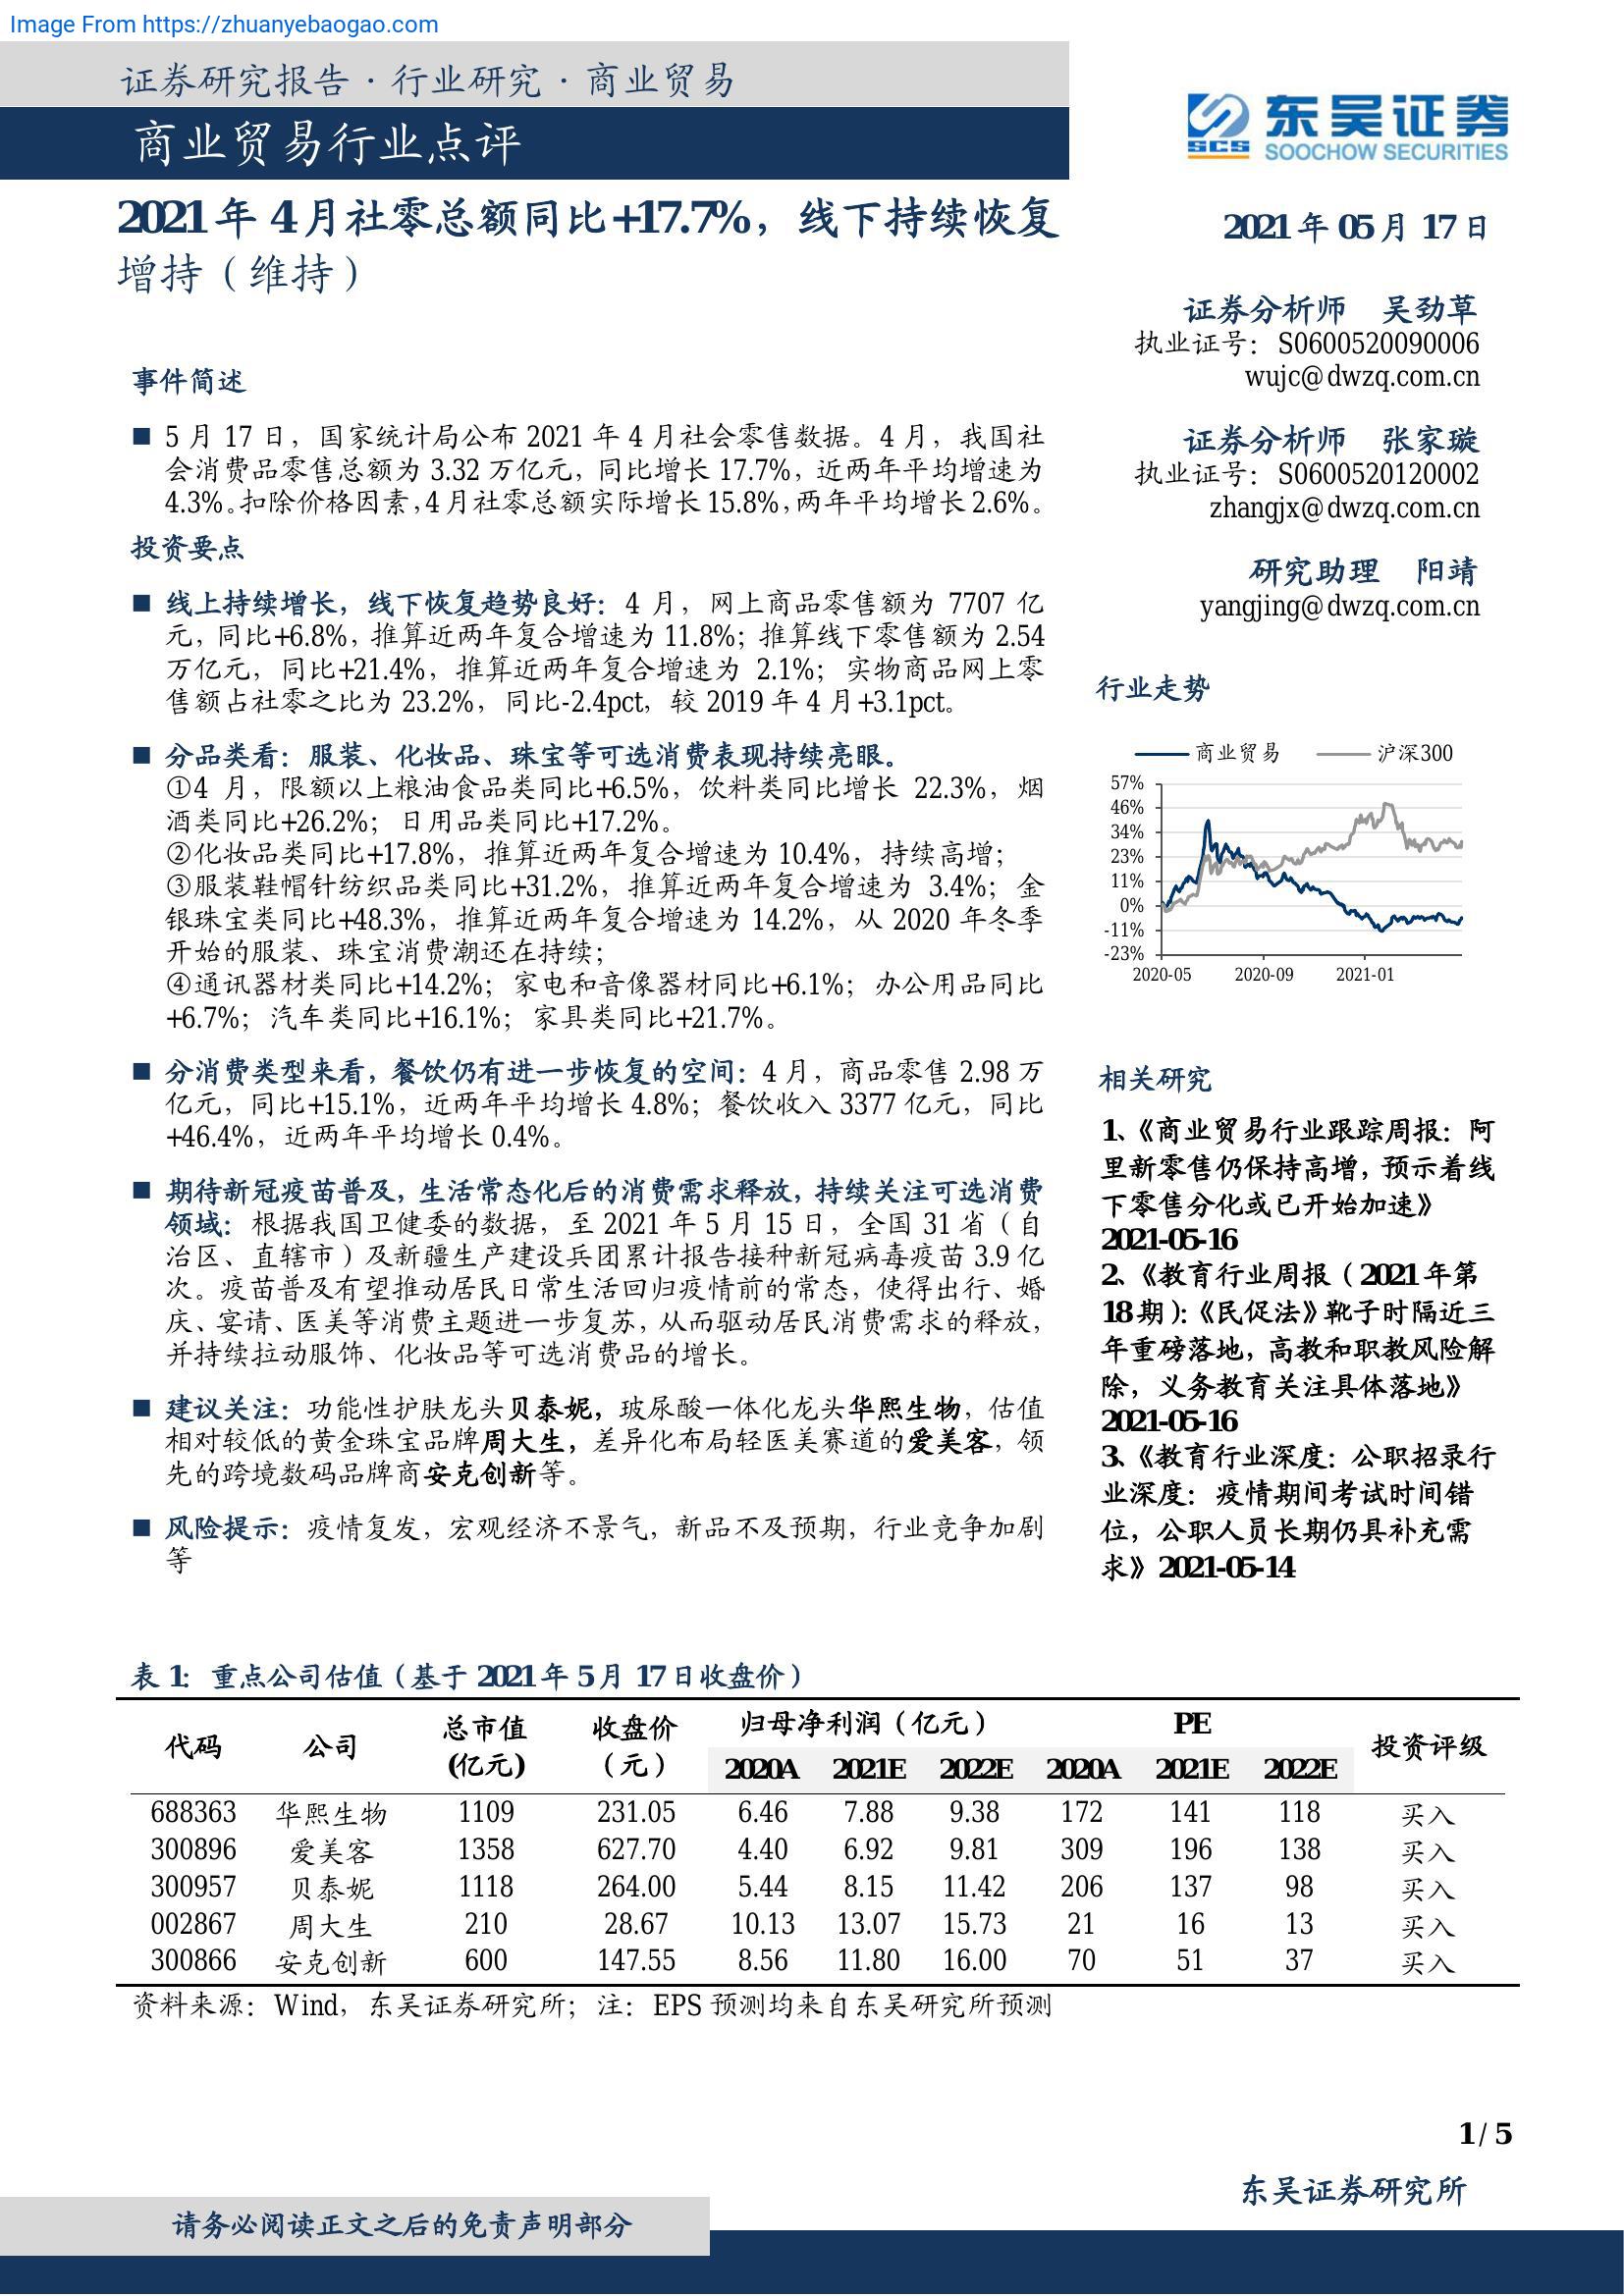 Image From https://zhuanyebaogao.com
证券研究报告·行业研究·商业贸易
商业贸易行业点评
东吴证券
SCS
SOOCHOW SECURITIES
2021年4月社零总额同比+17.7%，线下持续恢复
增持（维持）
事件简述
■ 5 月 17 日，国家统计局公布 2021 年 4 月社会零售数据。4 月，我国社
会消费品零售总额为 3.32 万亿元，同比增长 17.7%，近两年平均增速为
4.3%。扣除价格因素，4 月社零总额实际增长 15.8%，两年平均增长 2.6%。
投资要点
■ 线上持续增长，线下恢复趋势良好：4 月，网上商品零售额为 7707 亿
元，同比+6.8%，推算近两年复合增速为 11.8%；推算线下零售额为 2.54
万亿元，同比+21.4%，推算近两年复合增速为 2.1%；实物商品网上零
售额占社零之比为 23.2%，同比-2.4pct，较 2019 年 4 月+3.1pct。
■ 分品类看：服装、化妆品、珠宝等可选消费表现持续亮眼。
①4 月，限额以上粮油食品类同比+6.5%，饮料类同比增长 22.3%，烟
酒类同比+26.2%；日用品类同比+17.2%。
②化妆品类同比+17.8%，推算近两年复合增速为 10.4%，持续高增；
③服装鞋帽针纺织品类同比+31.2%，推算近两年复合增速为 3.4%；金
银珠宝类同比+48.3%，推算近两年复合增速为 14.2%，从 2020 年冬季
开始的服装、珠宝消费潮还在持续；
④通讯器材类同比+14.2%；家电和音像器材同比+6.1%；办公用品同比
+6.7%；汽车类同比+16.1%；家具类同比+21.7%。
■ 分消费类型来看，餐饮仍有进一步恢复的空间：4 月，商品零售 2.98 万
亿元，同比+15.1%，近两年平均增长 4.8%；餐饮收入 3377 亿元，同比
+46.4%，近两年平均增长 0.4%。
■ 期待新冠疫苗普及，生活常态化后的消费需求释放，持续关注可选消费
领域：根据我国卫健委的数据，至 2021 年 5 月 15 日，全国 31 省（自
治区、直辖市）及新疆生产建设兵团累计报告接种新冠病毒疫苗 3.9 亿
次。疫苗普及有望推动居民日常生活回归疫情前的常态，使得出行、婚
庆、宴请、医美等消费主题进一步复苏，从而驱动居民消费需求的释放，
并持续拉动服饰、化妆品等可选消费品的增长。
■ 建议关注：功能性护肤龙头贝泰妮，玻尿酸一体化龙头华熙生物，估值
相对较低的黄金珠宝品牌周大生，差异化布局轻医美赛道的爱美客，领
先的跨境数码品牌商安克创新等。
■ 风险提示：疫情复发，宏观经济不景气，新品不及预期，行业竞争加剧
等
2021 年 05 月 17 日
证券分析师 吴劲草
执业证号：S0600520090006
wujc@dwzq.com.cn
证券分析师 张家璇
执业证号：S0600520120002
zhangjx@dwzq.com.cn
研究助理 阳靖
yangjing@dwzq.com.cn
行业走势
商业贸易 沪深300
57%
46%
34%
23%
11%
0%
-11%
-23%
2020-05 2020-09 2021-01
相关研究
1、《商业贸易行业跟踪周报：阿
里新零售仍保持高增，预示着线
下零售分化或已开始加速》
2021-05-16
2、《教育行业周报（2021 年第
18 期）：《民促法》靴子时隔近三
年重磅落地，高教和职教风险解
除，义务教育关注具体落地》
2021-05-16
3、《教育行业深度：公职招录行
业深度：疫情期间考试时间错
位，公职人员长期仍具补充需
求》2021-05-14
表 1：重点公司估值（基于 2021 年 5 月 17 日收盘价）
代码 公司 总市值(亿元) 收盘价（元） 归母净利润（亿元） PE 投资评级
2020A 2021E 2022E 2020A 2021E 2022E
688363 华熙生物 1109 231.05 6.46 7.88 9.38 172 141 118 买入
300896 爱美客 1358 627.70 4.40 6.92 9.81 309 196 138 买入
300957 贝泰妮 1118 264.00 5.44 8.15 11.42 206 137 98 买入
002867 周大生 210 28.67 10.13 13.07 15.73 21 16 13 买入
300866 安克创新 600 147.55 8.56 11.80 16.00 70 51 37 买入
资料来源：Wind，东吴证券研究所；注：EPS 预测均来自东吴研究所预测
1 / 5
东吴证券研究所
请务必阅读正文之后的免责声明部分